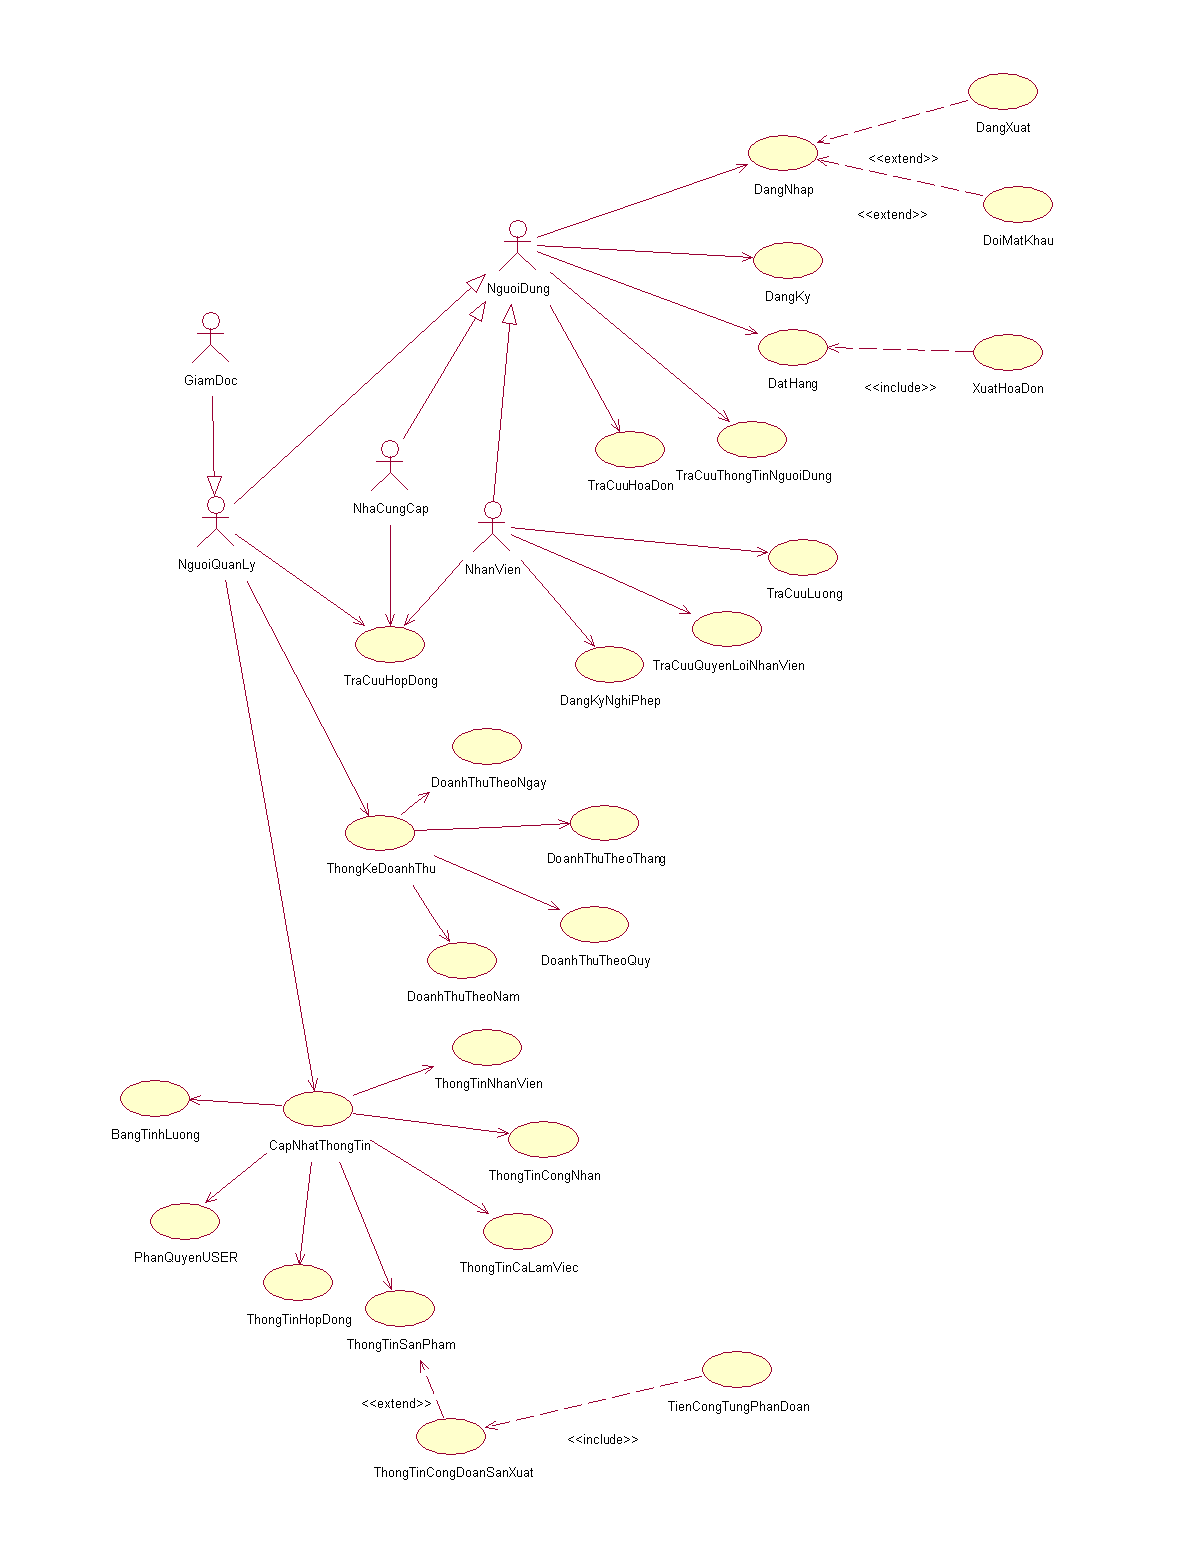 DangXuat
<<extend>>
DangNhap
<<extend>>
DoiMatKhau
NguoiDung
DangKy
GiamDoc
DatHang
<<include>>
XuatHoaDon
TraCuuHoaDon
TraCuuThongTinNguoiDung
NhaCungCap
NguoiQuanLy
NhanVien
TraCuuLuong
TraCuuHopDong
TraCuuQuyenLoiNhanVien
DangKyNghiPhep
DoanhThuTheoNgay
ThongKeDoanhThu
DoanhThuTheoThang
DoanhThuTheoQuy
DoanhThuTheoNam
ThongTinNhanVien
BangTinhLuong
CapNhatThongTin
ThongTinCongNhan
PhanQuyenUSER
ThongTinCaLamViec
ThongTinHopDong
ThongTinSanPham
<<extend>>
TienCongTungPhanDoan
<<include>>
ThongTinCongDoanSanXuat